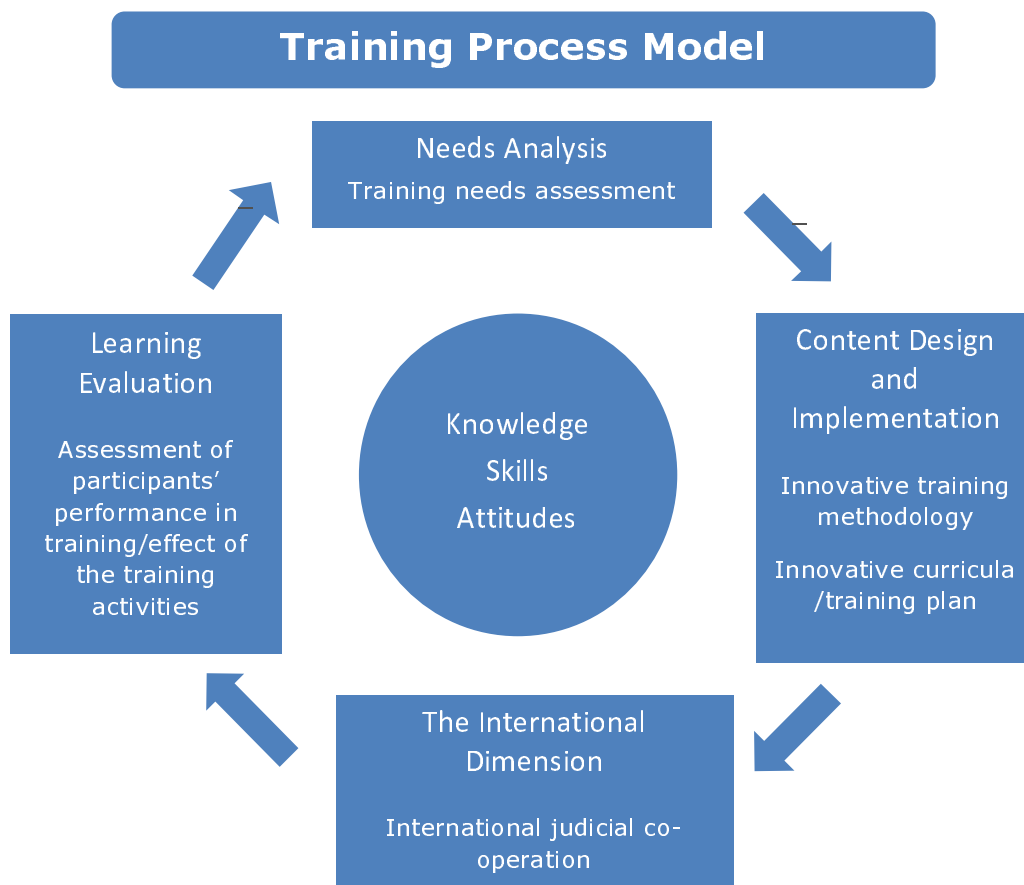 Training Process Model
Needs Analysis
Training needs assessment
Learning
Evaluation
Assessment of
participants’
performance in
training/effect of
the training
activities
Knowledge
Skills
Attitudes
Content Design
and
Implementation
Innovative training
methodology
Innovative curricula
/training plan
The International
Dimension
International judicial co-
operation